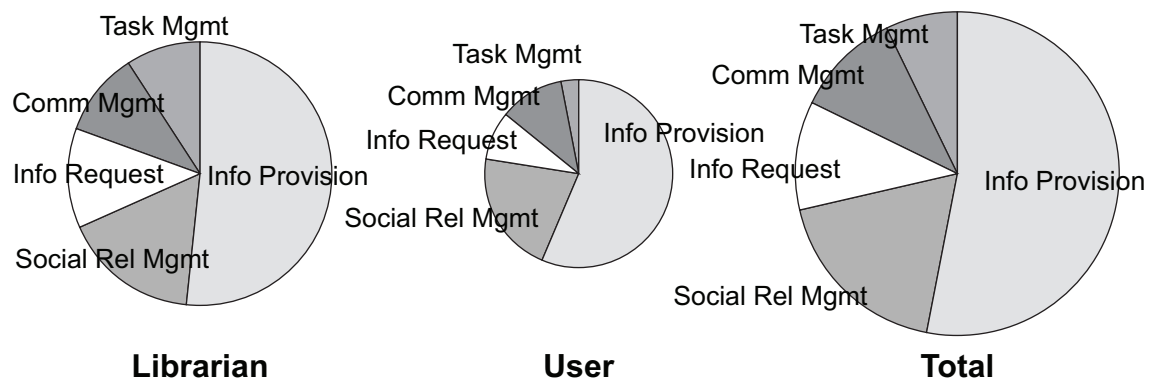 Task Mgmt
Comm Mgmt
Info Request
Info Provision
Social Rel Mgmt
Librarian
Task Mgmt
Comm Mgmt
Info Request
Info Provision
Social Rel Mgmt
User
Task Mgmt
Comm Mgmt
Info Request
Info Provision
Social Rel Mgmt
Total